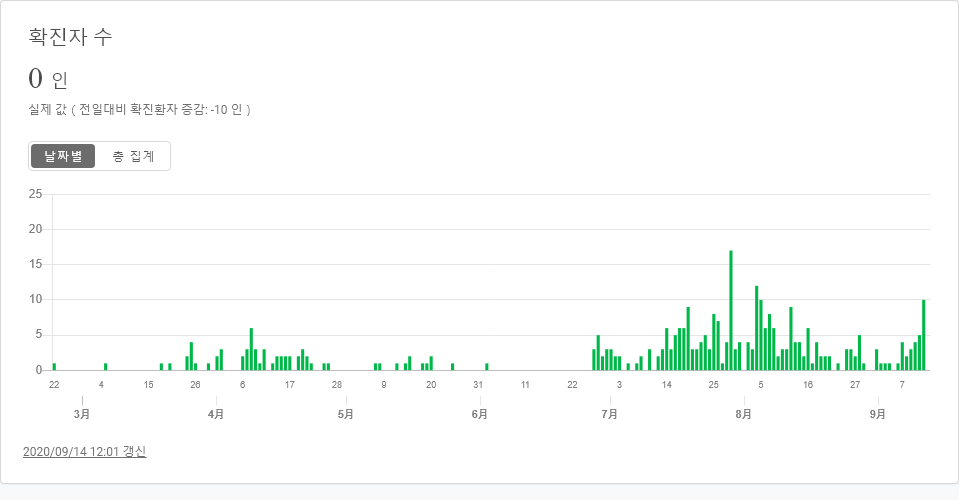 확진자 수
0 인
실제 값 ( 전일대비 확진환자 증감: -10 인 )
날짜별 총 집계
25
20
15
10
5
0
22 4 15 26 6 17 28 9 20 31 11 22 3 14 25 5 16 27 7
3月 4月 5月 6月 7月 8月 9月
2020/09/14 12:01 갱신